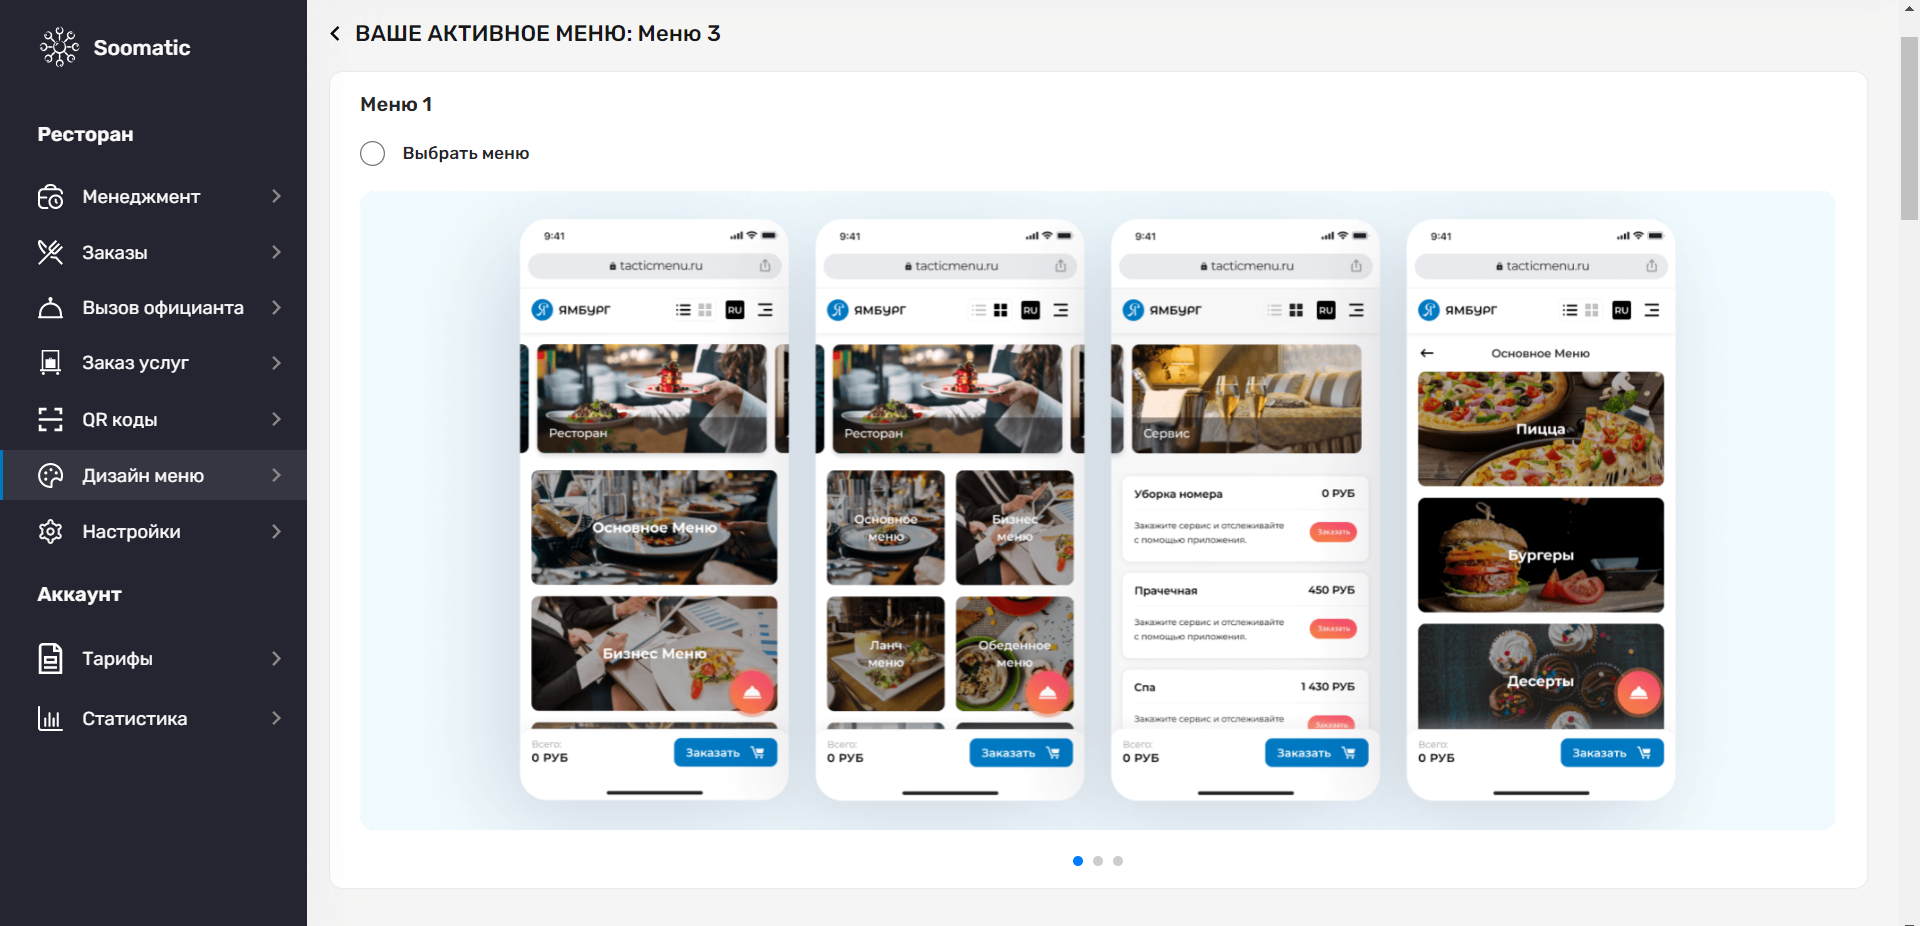 Soomatic
Ресторан
Менеджмент
Заказы
Вызов официанта
Заказ услуг
QR коды
Дизайн меню
Настройки
Аккаунт
Тарифы
Статистика
ВАШЕ АКТИВНОЕ МЕНЮ: Меню 3
Меню 1
Выбрать меню
9:41
tacticmenu.ru
Я ЯМБУРГ
RU
Ресторан
Основное Меню
Бизнес Меню
Всего:
0 РУБ
Заказать
9:41
tacticmenu.ru
Я ЯМБУРГ
RU
Ресторан
Основное
меню
Бизнес
меню
Ланч
меню
Обеденное
меню
Всего:
0 РУБ
Заказать
9:41
tacticmenu.ru
Я ЯМБУРГ
RU
Сервис
Уборка номера 0 РУБ
Закажите сервис и отслеживайте
с помощью приложения.
Заказать
Прачечная 450 РУБ
Закажите сервис и отслеживайте
с помощью приложения.
Заказать
Спа 1 430 РУБ
Закажите сервис и отслеживайте
Заказать
Всего:
0 РУБ
Заказать
9:41
tacticmenu.ru
Я ЯМБУРГ
RU
Основное Меню
Пицца
Бургеры
Десерты
Всего:
0 РУБ
Заказать